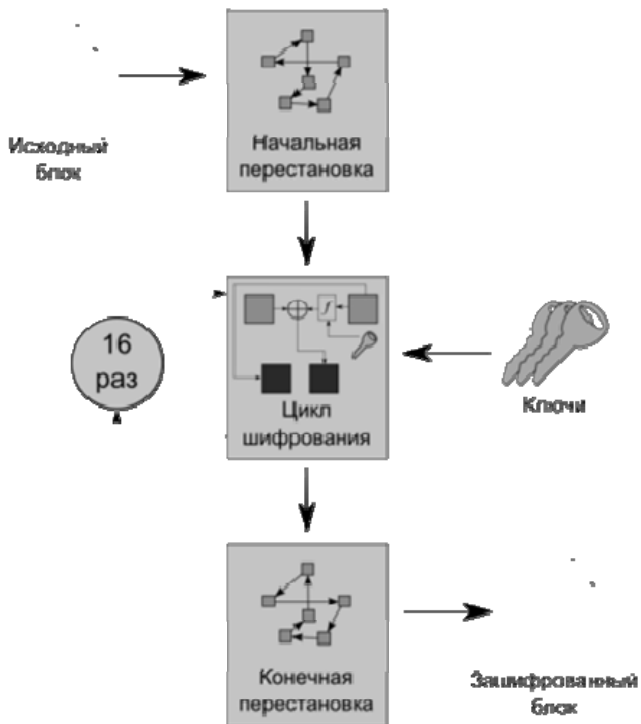 Исходный
блок
Начальная
перестановка
16
раз
f
Цикл
шифрования
Ключи
Конечная
перестановка
Зашифрованный
блок